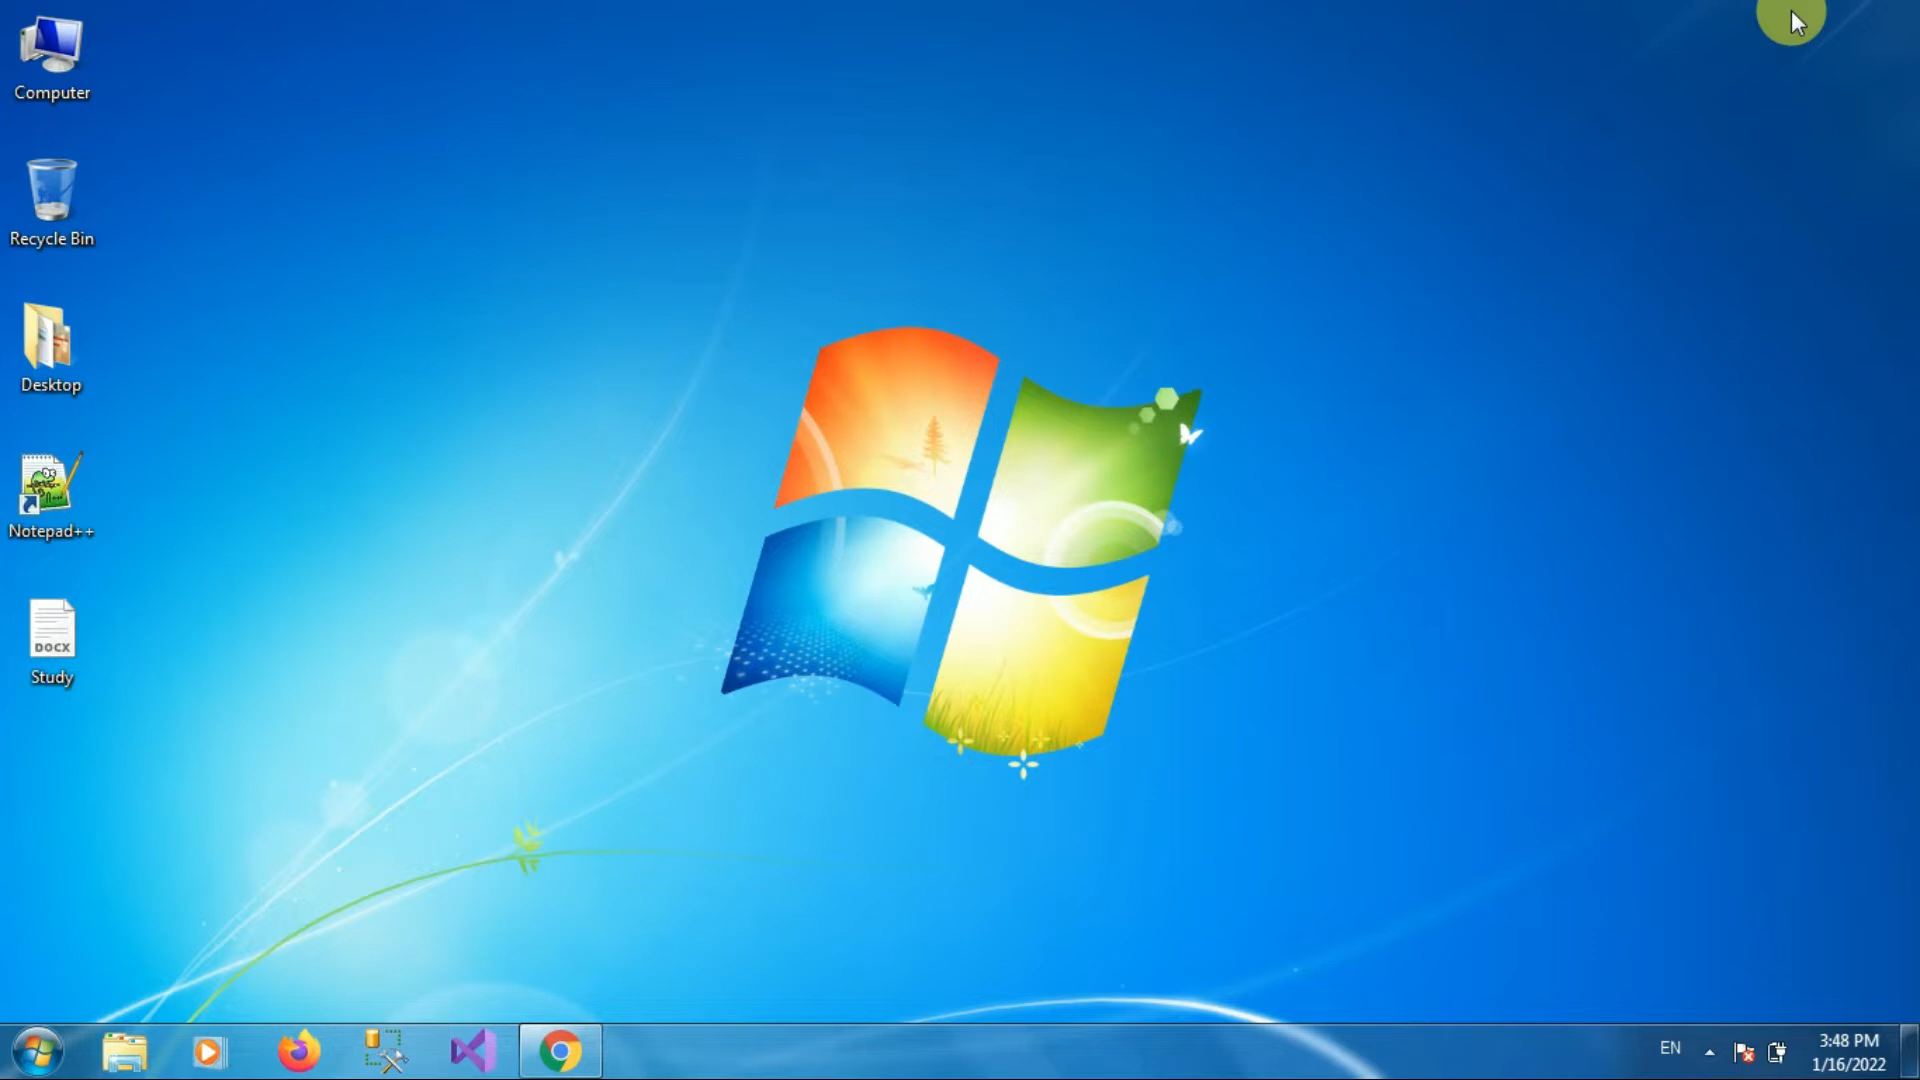 Computer
Recycle Bin
Desktop
Notepad++
DOCX
Study
EN
3:48 PM
1/16/2022